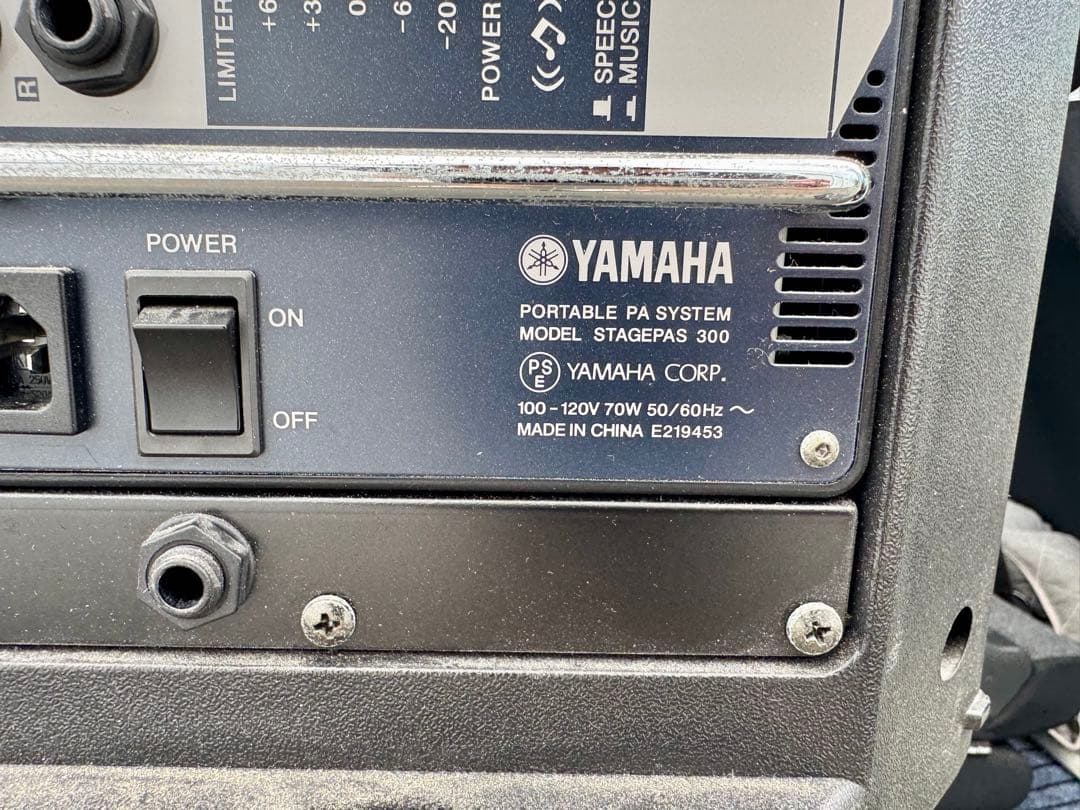 R
LIMITER
+6
+3
0
-6
-20
POWER
SPEEC
MUSIC
POWER
ON
OFF
250V
YAMAHA
PORTABLE PA SYSTEM
MODEL STAGEPAS 300
PS
E
YAMAHA CORP.
100-120V 70W 50/60Hz ~
MADE IN CHINA E219453